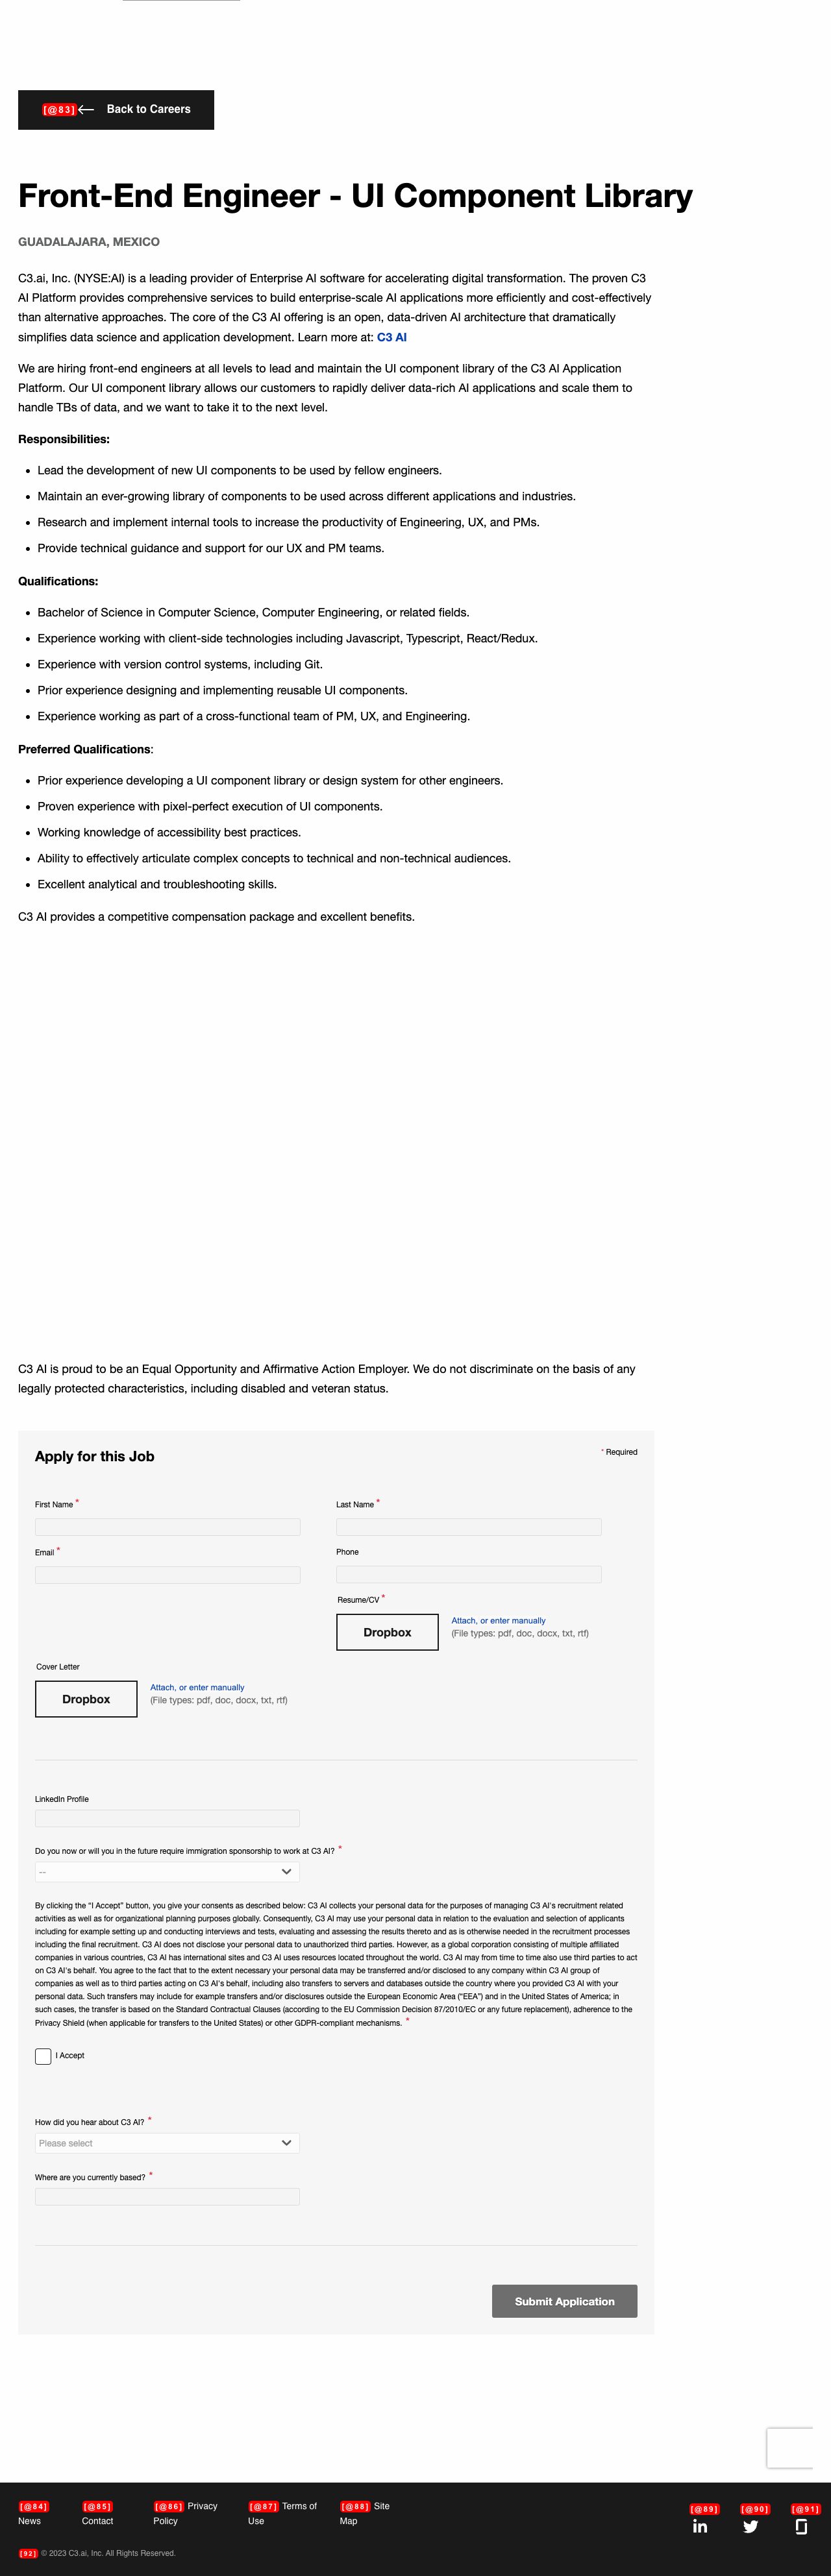 [@83] Back to Careers
Front-End Engineer - UI Component Library
GUADALAJARA, MEXICO
C3.ai, Inc. (NYSE:AI) is a leading provider of Enterprise AI software for accelerating digital transformation. The proven C3
AI Platform provides comprehensive services to build enterprise-scale AI applications more efficiently and cost-effectively
than alternative approaches. The core of the C3 AI offering is an open, data-driven AI architecture that dramatically
simplifies data science and application development. Learn more at: C3 AI
We are hiring front-end engineers at all levels to lead and maintain the UI component library of the C3 AI Application
Platform. Our UI component library allows our customers to rapidly deliver data-rich AI applications and scale them to
handle TBs of data, and we want to take it to the next level.
Responsibilities:
• Lead the development of new UI components to be used by fellow engineers.
• Maintain an ever-growing library of components to be used across different applications and industries.
• Research and implement internal tools to increase the productivity of Engineering, UX, and PMs.
• Provide technical guidance and support for our UX and PM teams.
Qualifications:
• Bachelor of Science in Computer Science, Computer Engineering, or related fields.
• Experience working with client-side technologies including Javascript, Typescript, React/Redux.
• Experience with version control systems, including Git.
• Prior experience designing and implementing reusable UI components.
• Experience working as part of a cross-functional team of PM, UX, and Engineering.
Preferred Qualifications:
• Prior experience developing a UI component library or design system for other engineers.
• Proven experience with pixel-perfect execution of UI components.
• Working knowledge of accessibility best practices.
• Ability to effectively articulate complex concepts to technical and non-technical audiences.
• Excellent analytical and troubleshooting skills.
C3 AI provides a competitive compensation package and excellent benefits.
C3 AI is proud to be an Equal Opportunity and Affirmative Action Employer. We do not discriminate on the basis of any
legally protected characteristics, including disabled and veteran status.
Apply for this Job * Required
First Name * Last Name *
Email * Phone
Resume/CV *
Dropbox Attach, or enter manually
(File types: pdf, doc, docx, txt, rtf)
Cover Letter
Dropbox Attach, or enter manually
(File types: pdf, doc, docx, txt, rtf)
LinkedIn Profile
Do you now or will you in the future require immigration sponsorship to work at C3 AI? *
--
By clicking the “I Accept” button, you give your consents as described below: C3 AI collects your personal data for the purposes of managing C3 AI's recruitment related
activities as well as for organizational planning purposes globally. Consequently, C3 AI may use your personal data in relation to the evaluation and selection of applicants
including for example setting up and conducting interviews and tests, evaluating and assessing the results thereto and as is otherwise needed in the recruitment processes
including the final recruitment. C3 AI does not disclose your personal data to unauthorized third parties. However, as a global corporation consisting of multiple affiliated
companies in various countries, C3 AI has international sites and C3 AI uses resources located throughout the world. C3 AI may from time to time also use third parties to act
on C3 AI's behalf. You agree to the fact that to the extent necessary your personal data may be transferred and/or disclosed to any company within C3 AI group of
companies as well as to third parties acting on C3 AI's behalf, including also transfers to servers and databases outside the country where you provided C3 AI with your
personal data. Such transfers may include for example transfers and/or disclosures outside the European Economic Area (“EEA”) and in the United States of America; in
such cases, the transfer is based on the Standard Contractual Clauses (according to the EU Commission Decision 87/2010/EC or any future replacement), adherence to the
Privacy Shield (when applicable for transfers to the United States) or other GDPR-compliant mechanisms. *
I Accept
How did you hear about C3 AI? *
Please select
Where are you currently based? *
Submit Application
[@84] News
[@85] Contact
[@86] Privacy Policy
[@87] Terms of Use
[@88] Site Map
[@89] in
[@90]
[@91]
[92] © 2023 C3.ai, Inc. All Rights Reserved.